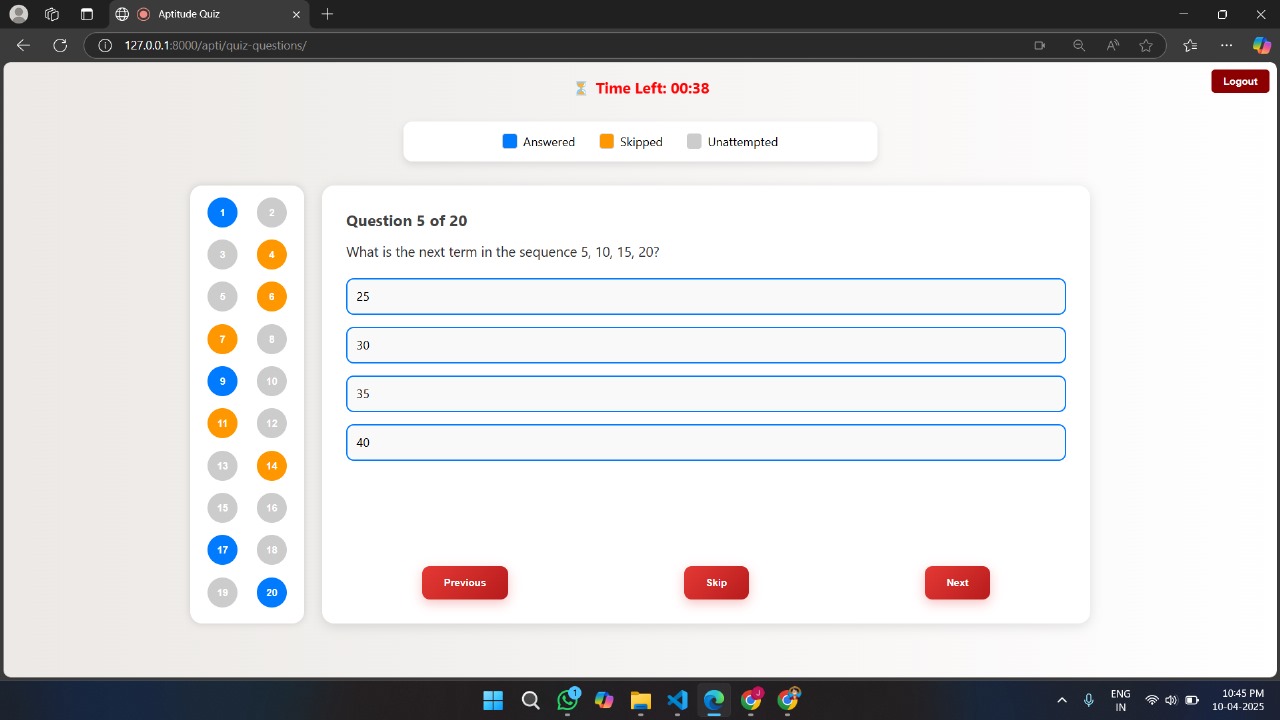 Aptitude Quiz
127.0.0.1:8000/apti/quiz-questions/
Time Left: 00:38
Logout
Answered
Skipped
Unattempted
1 2
3 4
5 6
7 8
9 10
11 12
13 14
15 16
17 18
19 20
Question 5 of 20
What is the next term in the sequence 5, 10, 15, 20?
25
30
35
40
Previous
Skip
Next
1
J
ENG
IN
10:45 PM
10-04-2025